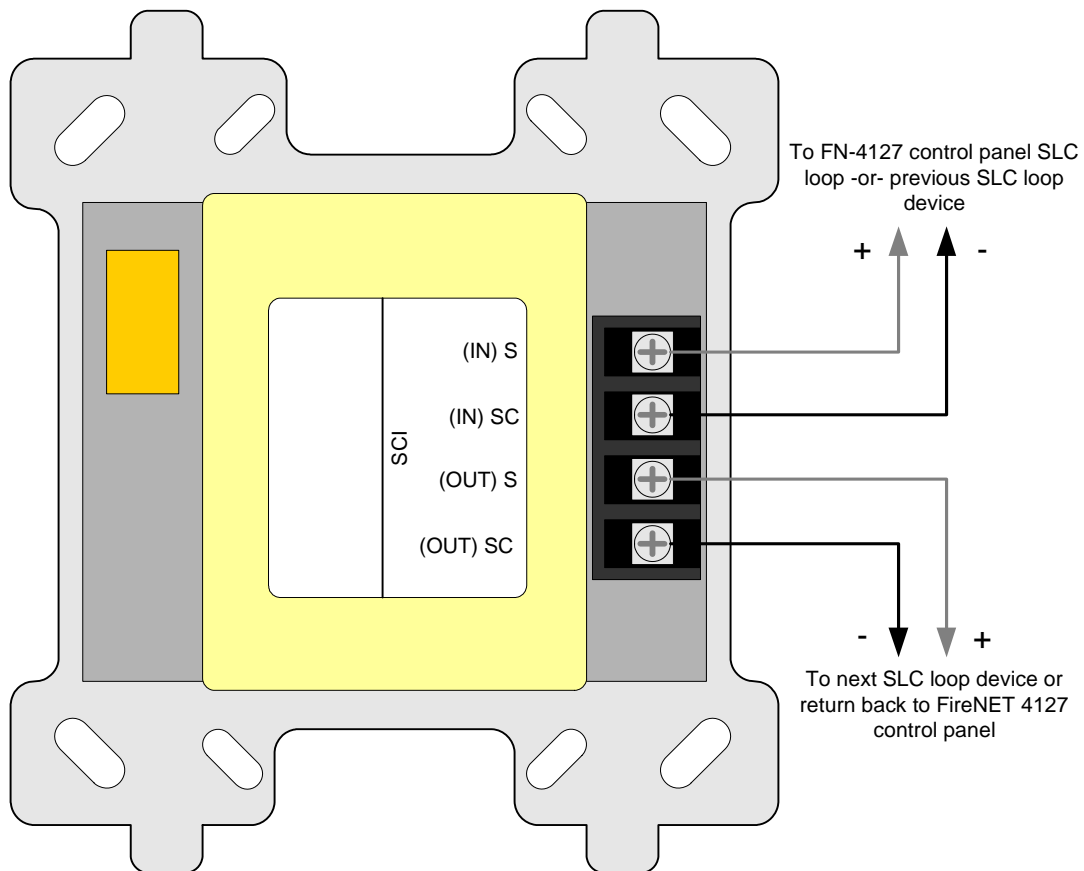 To FN-4127 control panel SLC
loop -or- previous SLC loop
device
+ -
(IN) S
(IN) SC
SCI
(OUT) S
(OUT) SC
- +
To next SLC loop device or
return back to FireNET 4127
control panel